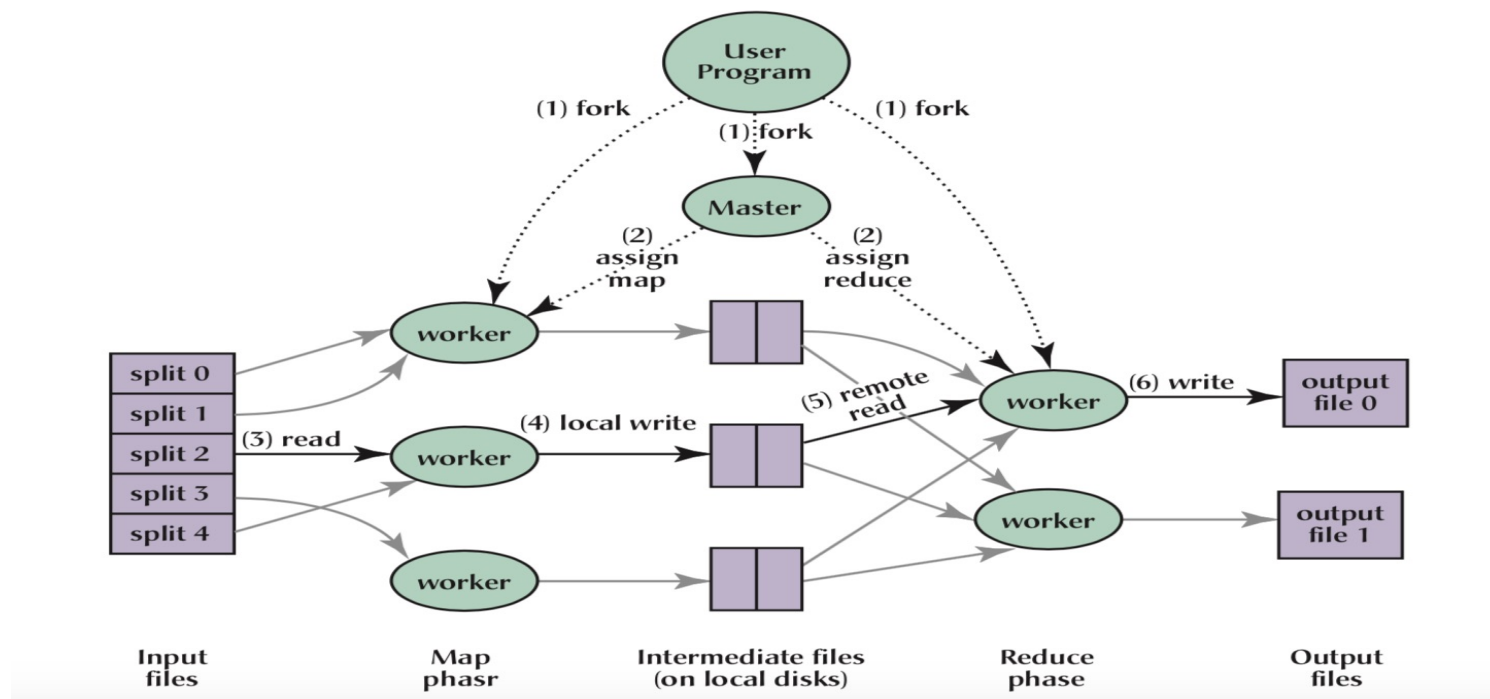 User
Program
(1) fork
(1) fork
(1) fork
Master
(2)
assign
map
(2)
assign
reduce
worker
split 0
split 1
split 2
split 3
split 4
(3) read
worker
(4) local write
(5) remote
read
worker
(6) write
output
file 0
worker
worker
output
file 1
Input
files
Map
phasr
Intermediate files
(on local disks)
Reduce
phase
Output
files